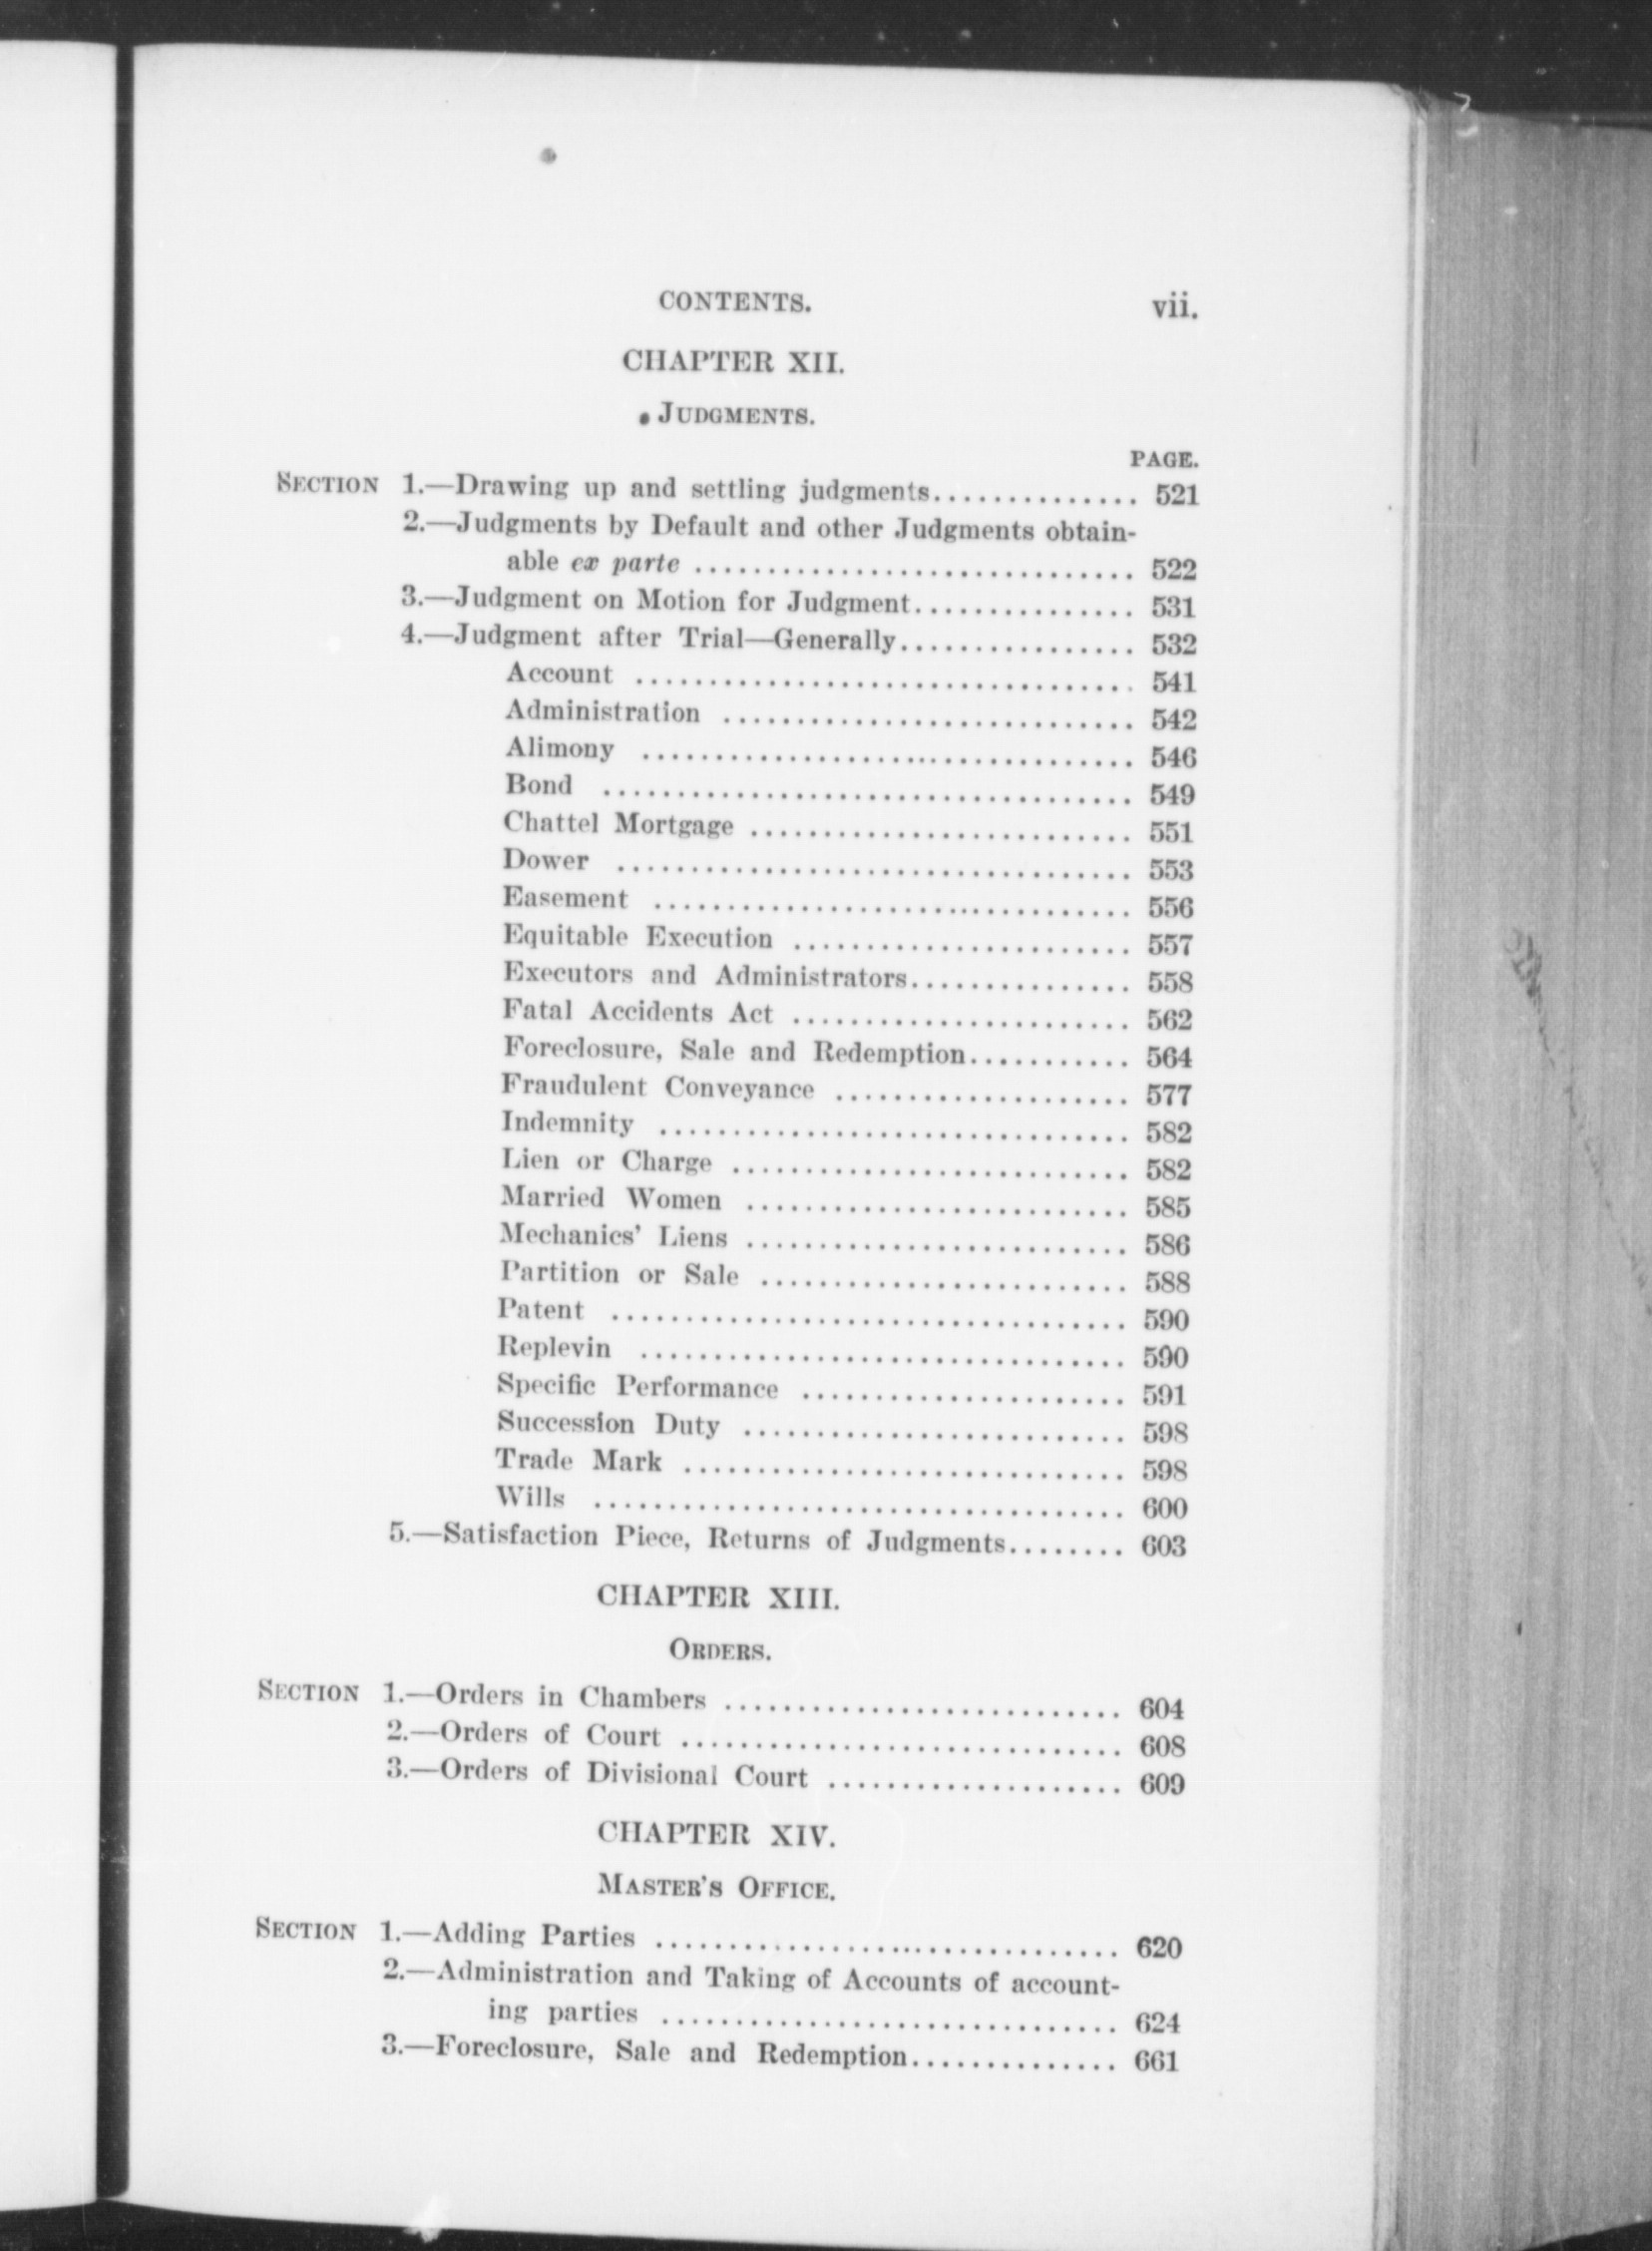 CONTENTS. vii.
CHAPTER XII.
JUDGMENTS.
PAGE.
SECTION 1.—Drawing up and settling judgments.............. 521
2.—Judgments by Default and other Judgments obtain-
able ex parte .............................. 522
3.—Judgment on Motion for Judgment............... 531
4.—Judgment after Trial—Generally................ 532
Account .................................. 541
Administration ............................ 542
Alimony .................................. 546
Bond .................................... 549
Chattel Mortgage .......................... 551
Dower ................................... 553
Easement ................................. 556
Equitable Execution ....................... 557
Executors and Administrators............... 558
Fatal Accidents Act ....................... 562
Foreclosure, Sale and Redemption........... 564
Fraudulent Conveyance .................... 577
Indemnity ................................ 582
Lien or Charge ........................... 582
Married Women .......................... 585
Mechanics' Liens .......................... 586
Partition or Sale ......................... 588
Patent ................................... 590
Replevin ................................. 590
Specific Performance ...................... 591
Succession Duty .......................... 598
Trade Mark .............................. 598
Wills .................................... 600
5.—Satisfaction Piece, Returns of Judgments........ 603
CHAPTER XIII.
ORDERS.
SECTION 1.—Orders in Chambers ........................... 604
2.—Orders of Court .............................. 608
3.—Orders of Divisional Court .................... 609
CHAPTER XIV.
MASTER'S OFFICE.
SECTION 1.—Adding Parties ................................ 620
2.—Administration and Taking of Accounts of account-
ing parties ............................... 624
3.—Foreclosure, Sale and Redemption.............. 661